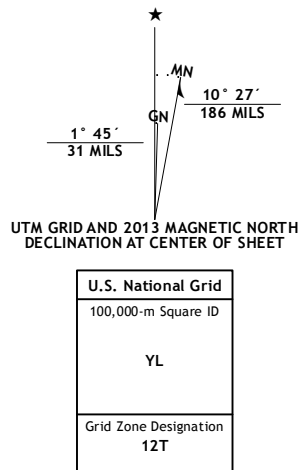 MN
GN
10° 27´
186 MILS
1° 45´
31 MILS
UTM GRID AND 2013 MAGNETIC NORTH
DECLINATION AT CENTER OF SHEET
U.S. National Grid
100,000-m Square ID
YL
Grid Zone Designation
12T